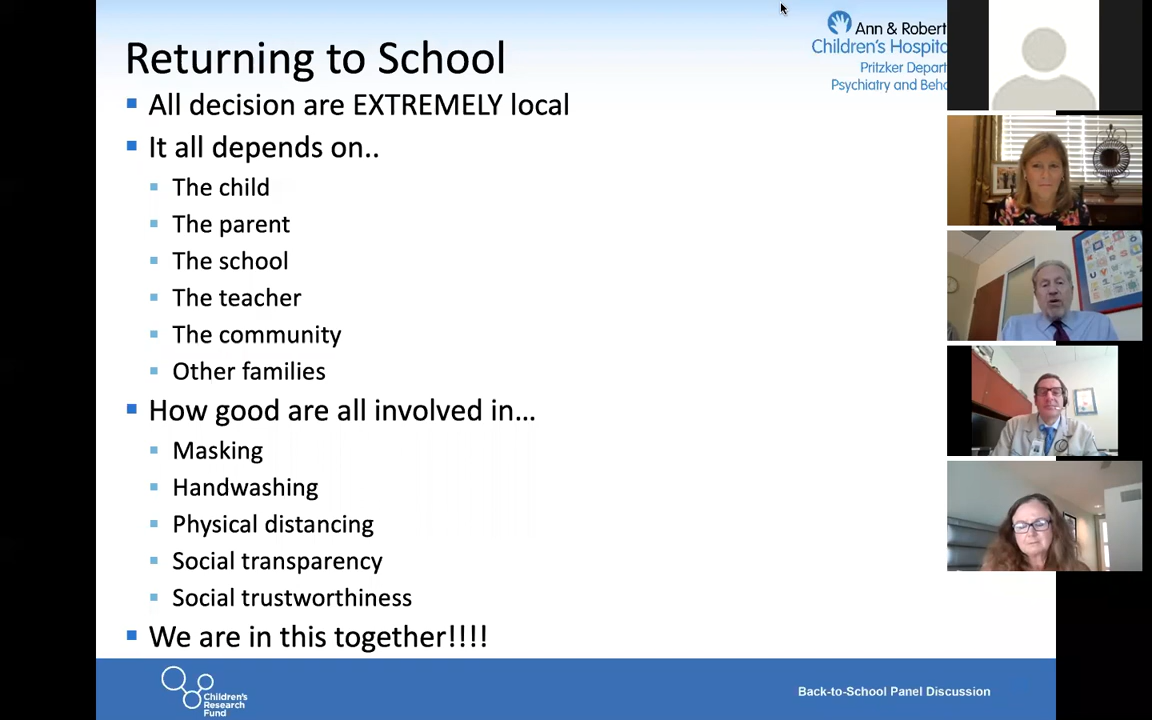 Returning to School
Ann & Robert
Children's Hospit
Pritzker Depart
Psychiatry and Beh
All decision are EXTREMELY local
It all depends on..
The child
The parent
The school
The teacher
The community
Other families
How good are all involved in...
Masking
Handwashing
Physical distancing
Social transparency
Social trustworthiness
We are in this together!!!!
Children's
Research
Fund
Back-to-School Panel Discussion